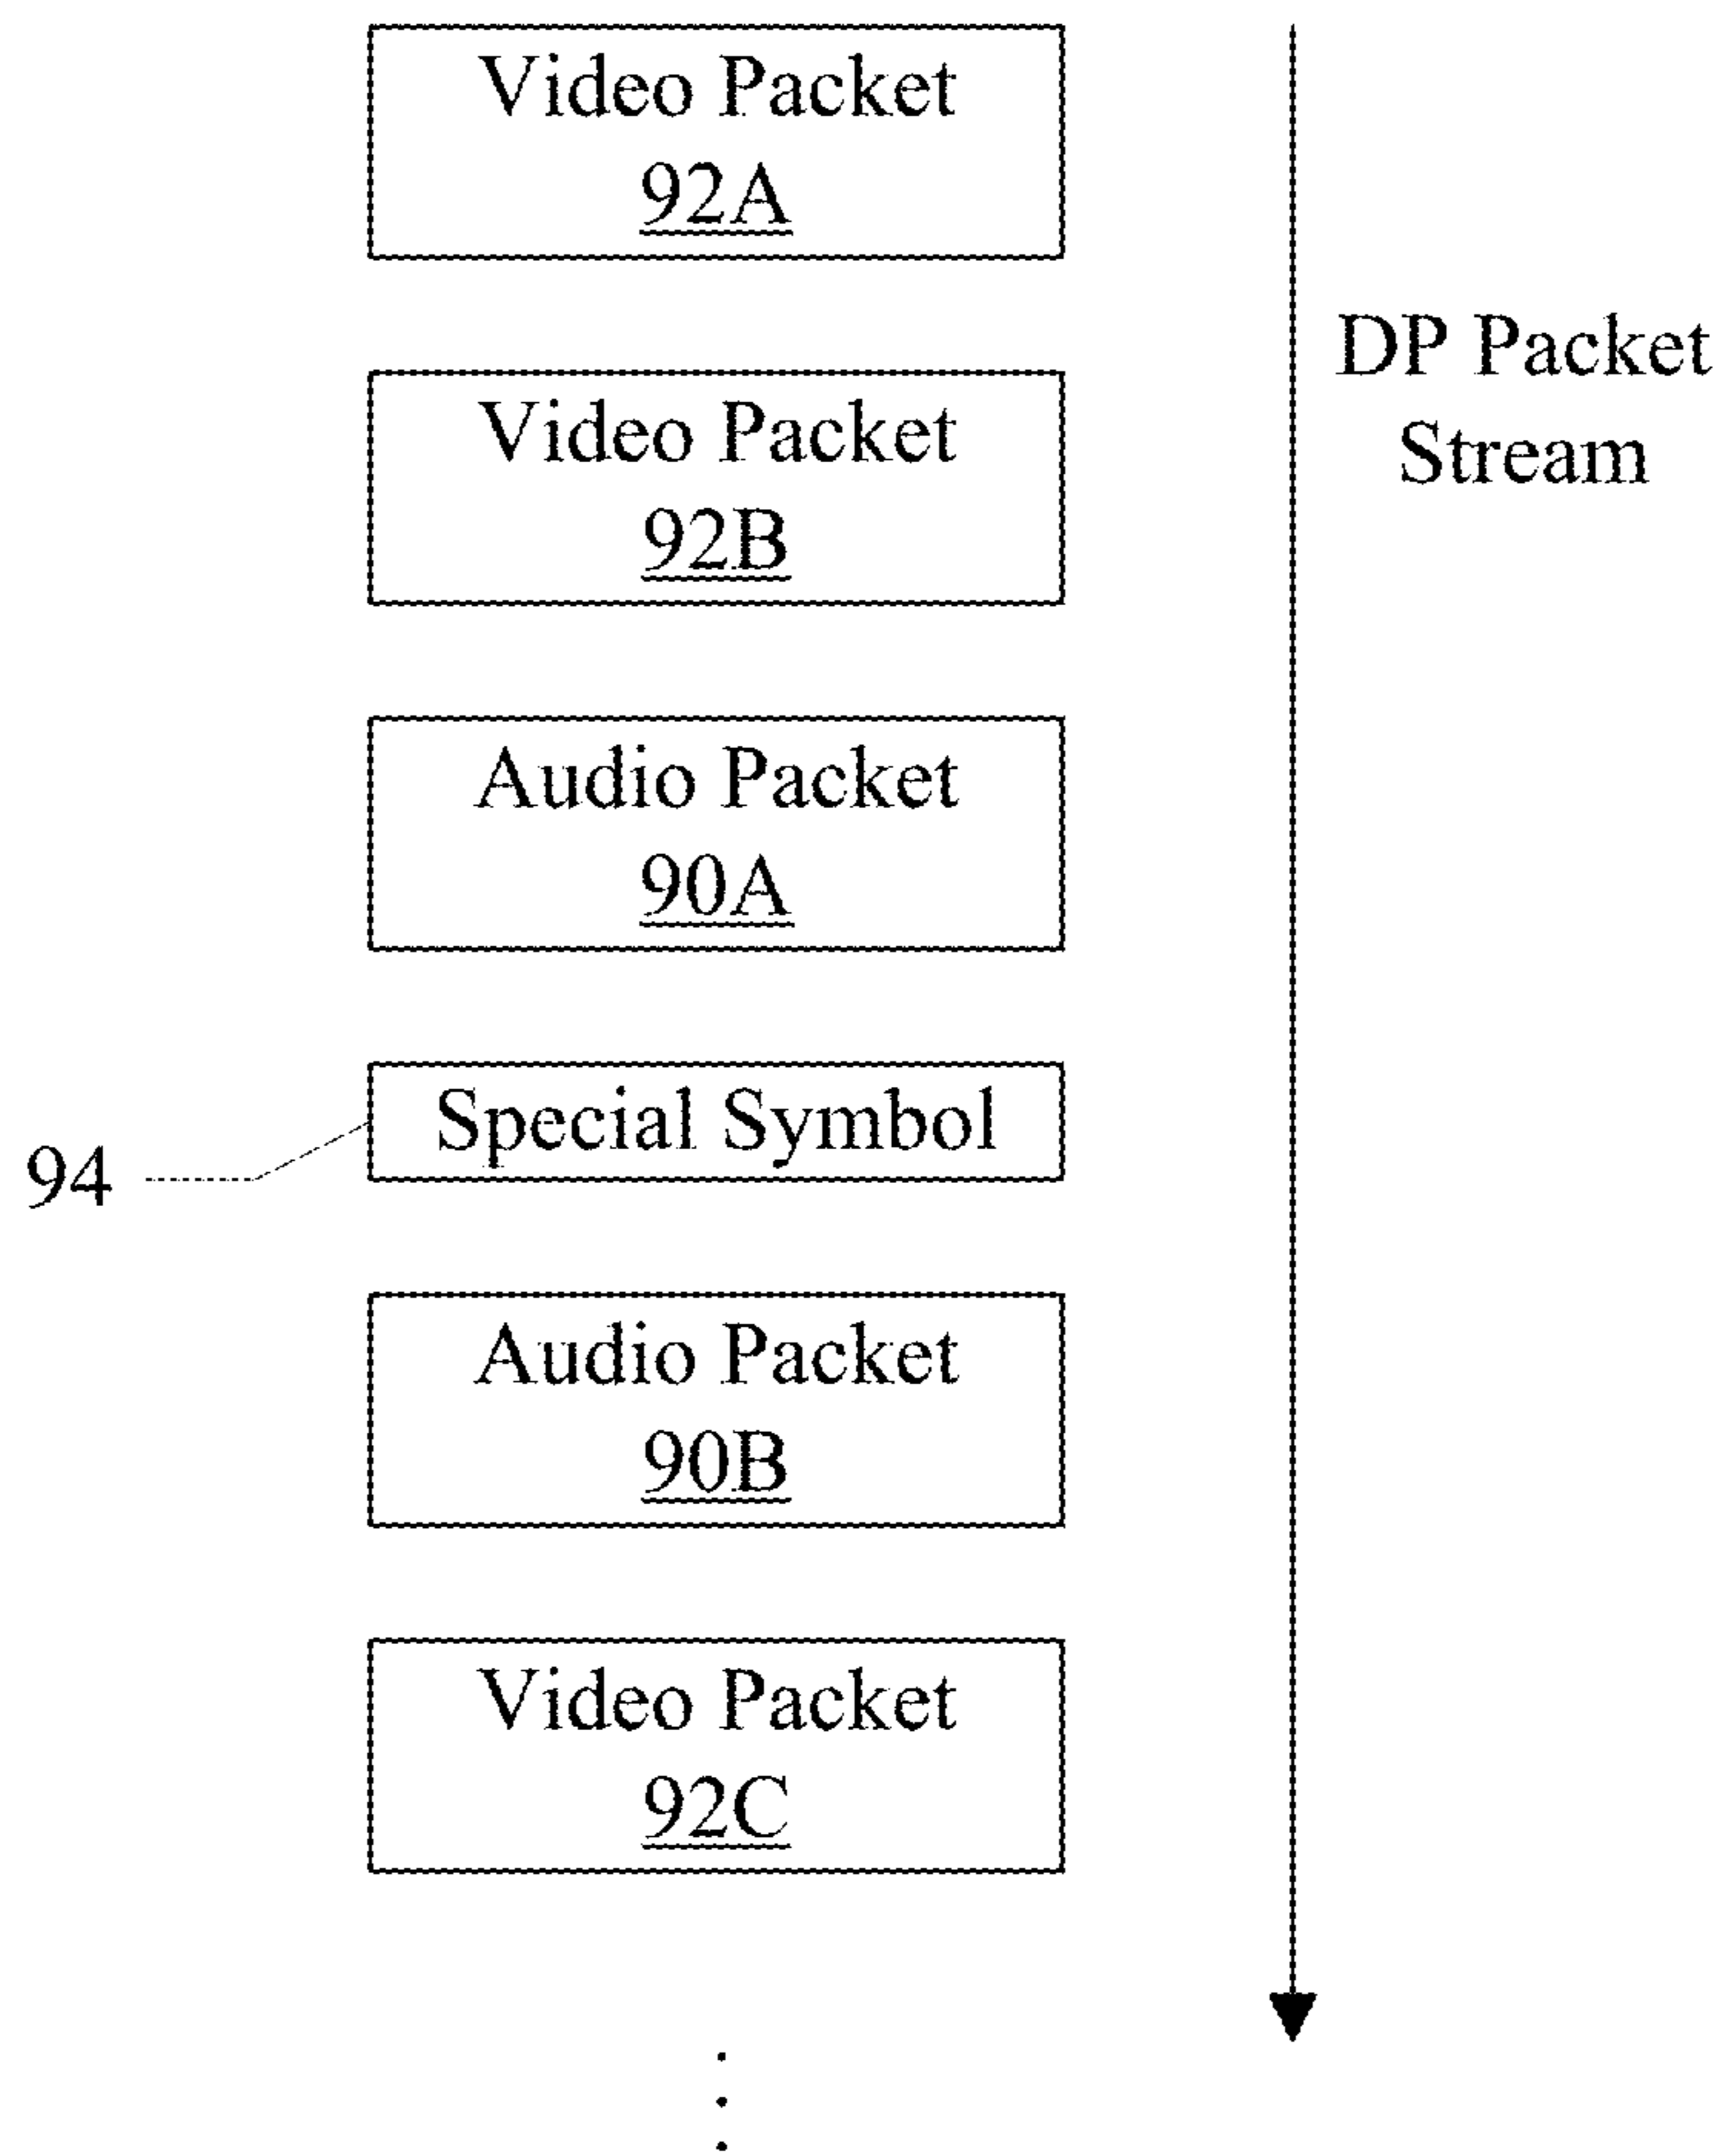 Video Packet
92A
DP Packet
Stream
Video Packet
92B
Audio Packet
90A
Special Symbol
94
Audio Packet
90B
Video Packet
92C